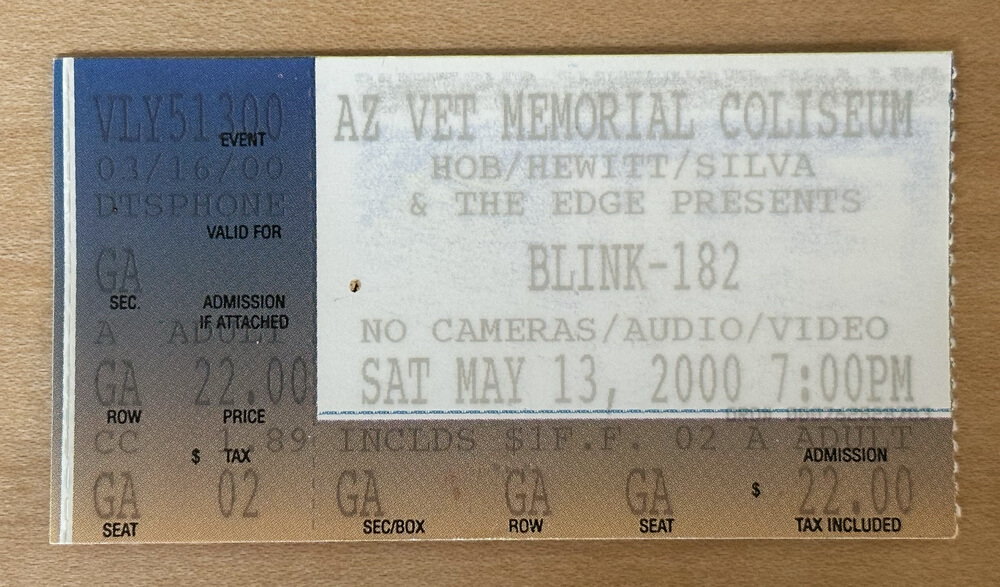 VLY51300
EVENT
03/16/00
DTSPHONE
VALID FOR
GA
SEC.
ADMISSION
IF ATTACHED
A ADULT
GA 22.00
ROW PRICE
CC 1.89
$ TAX
GA 02
SEAT
AZ VET MEMORIAL COLISEUM
HOB/HEWITT/SILVA
& THE EDGE PRESENTS
BLINK-182
NO CAMERAS/AUDIO/VIDEO
SAT MAY 13, 2000 7:00PM
INCLDS $1F.F. 02 A ADULT
ADMISSION
GA GA GA $ 22.00
SEC/BOX ROW SEAT TAX INCLUDED